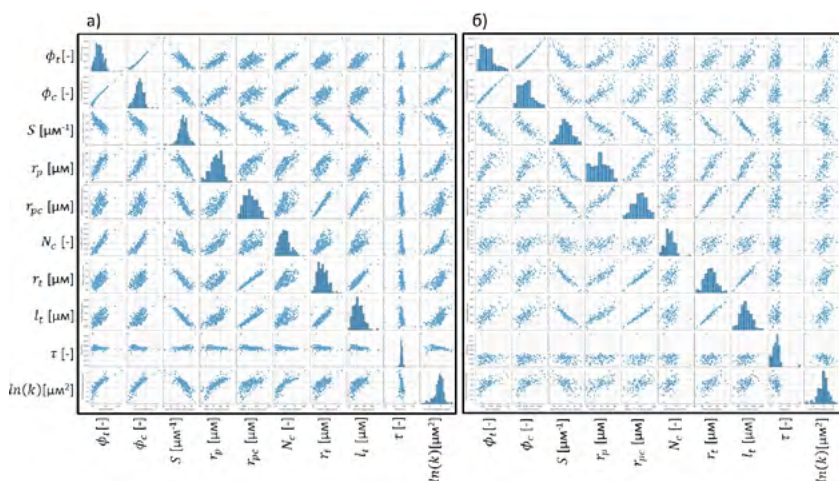 а)
б)
ϕt [-]
ϕc [-]
S [μм⁻¹]
rp [μм]
rpc [μм]
Nc [-]
rt [μм]
lt [μм]
τ [-]
ln(k)[μм²]
ϕt [-]
ϕc [-]
S [μм⁻¹]
rp [μм]
rpc [μм]
Nc [-]
rt [μм]
lt [μм]
τ [-]
ln(k)[μм²]
ϕt [-]
ϕc [-]
S [μм⁻¹]
rp [μм]
rpc [μм]
Nc [-]
rt [μм]
lt [μм]
τ [-]
ln(k)[μм²]